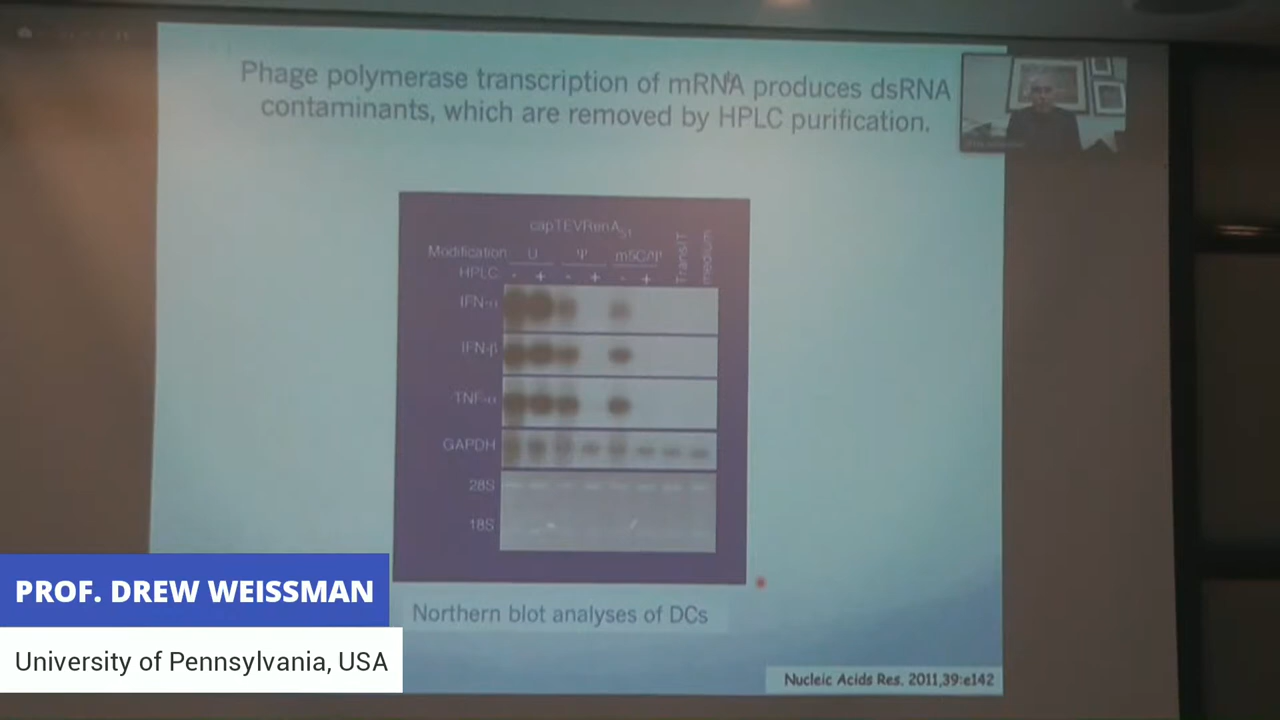 Phage polymerase transcription of mRNA produces dsRNA
contaminants, which are removed by HPLC purification.
capTEVRenA51
Modification U Ψ m5C/Ψ TransIT medium
HPLC - + - + - +
IFN-α
IFN-β
TNF-α
GAPDH
28S
18S
PROF. DREW WEISSMAN
University of Pennsylvania, USA
Northern blot analyses of DCs
Nucleic Acids Res. 2011,39:e142